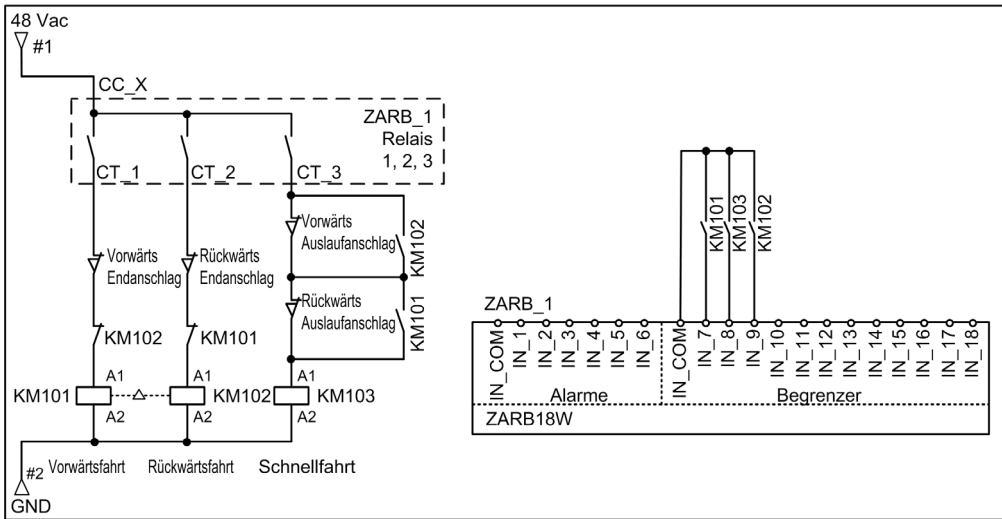 48 Vac
#1
CC_X
ZARB_1
Relais
1, 2, 3
CT_1
CT_2
CT_3
Vorwärts
Endanschlag
Rückwärts
Endanschlag
Vorwärts
Auslaufanschlag
KM102
Rückwärts
Auslaufanschlag
KM101
KM102
KM101
A1
A1
A1
KM101
KM102
KM103
A2
A2
A2
#2
Vorwärtsfahrt
Rückwärtsfahrt
Schnellfahrt
GND
KM101
KM103
KM102
ZARB_1
IN_COM
IN_1
IN_2
IN_3
IN_4
IN_5
IN_6
IN_COM
IN_7
IN_8
IN_9
IN_10
IN_11
IN_12
IN_13
IN_14
IN_15
IN_16
IN_17
IN_18
Alarme
Begrenzer
ZARB18W